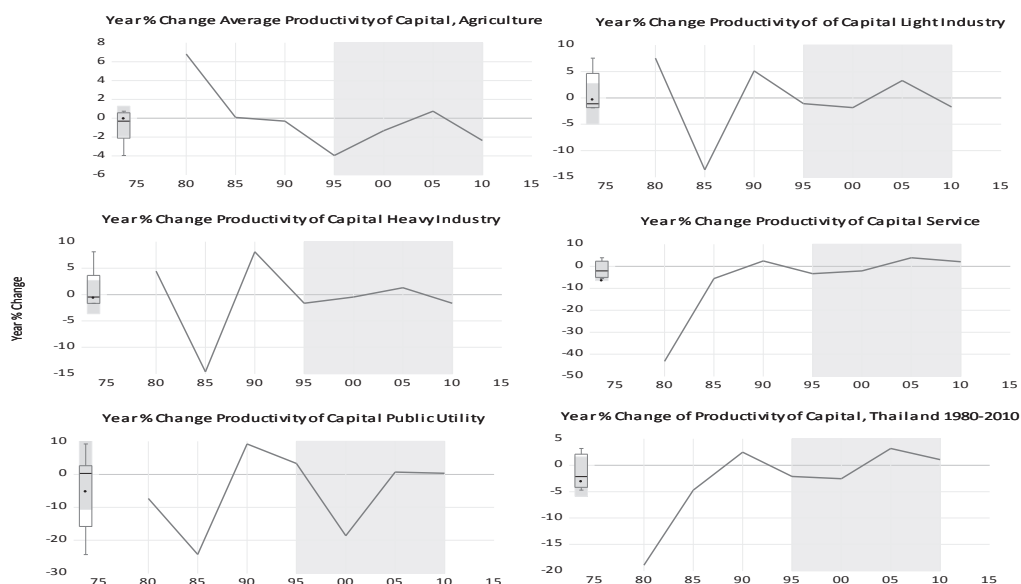 Year % Change Average Productivity of Capital, Agriculture
8
6
4
2
0
-2
-4
-6
75 80 85 90 95 00 05 10 15
Year % Change Productivity of of Capital Light Industry
10
5
0
-5
-10
-15
75 80 85 90 95 00 05 10 15
Year % Change
Year % Change Productivity of Capital Heavy Industry
10
5
0
-5
-10
-15
75 80 85 90 95 00 05 10 15
Year % Change Productivity of Capital Service
10
0
-10
-20
-30
-40
-50
75 80 85 90 95 00 05 10 15
Year % Change Productivity of Capital Public Utility
10
0
-10
-20
-30
75 80 85 90 95 00 05 10 15
Year % Change of Productivity of Capital, Thailand 1980-2010
5
0
-5
-10
-15
-20
75 80 85 90 95 00 05 10 15